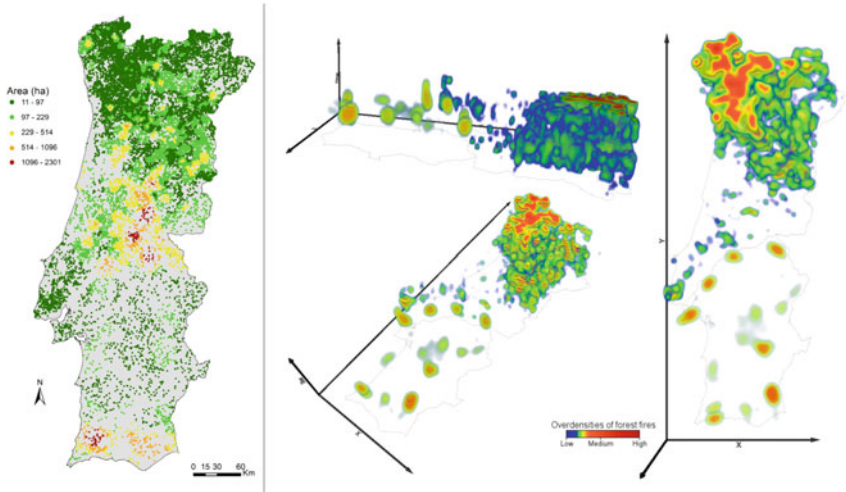 Area (ha)
11 - 97
97 - 229
229 - 514
514 - 1096
1096 - 2301
N
0 15 30 60
Km
Y
X
Overdensities of forest fires
Low Medium High